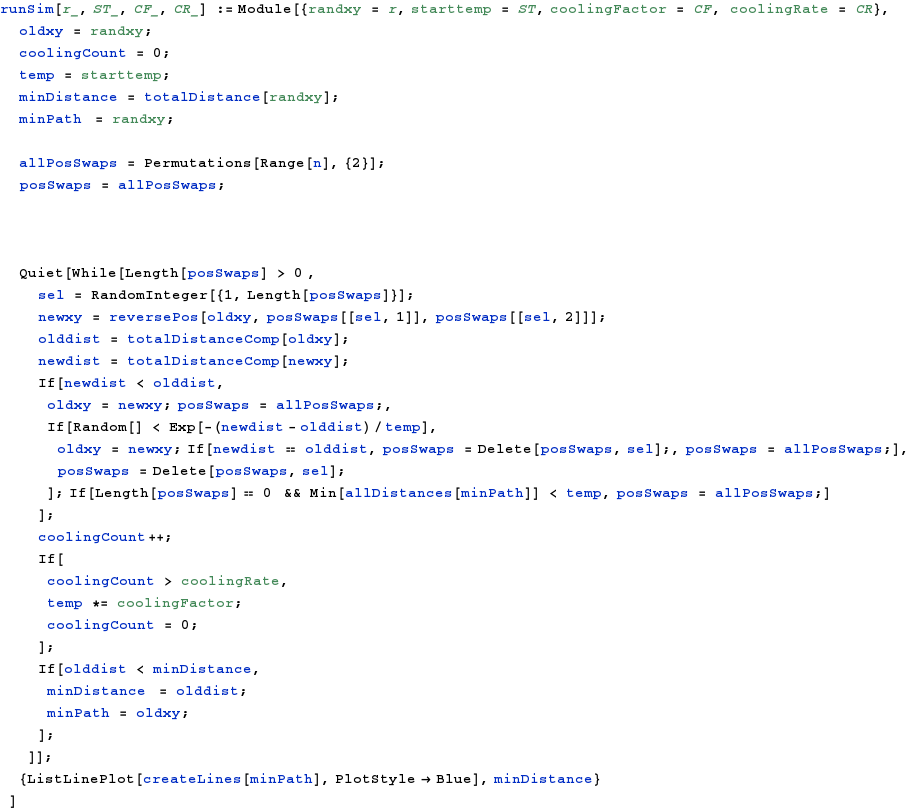 runSim[r_, ST_, CF_, CR_] := Module[{randxy = r, starttemp = ST, coolingFactor = CF, coolingRate = CR},
oldxy = randxy;
coolingCount = 0;
temp = starttemp;
minDistance = totalDistance[randxy];
minPath = randxy;
allPosSwaps = Permutations[Range[n], {2}];
posSwaps = allPosSwaps;
Quiet[While[Length[posSwaps] > 0 ,
sel = RandomInteger[{1, Length[posSwaps]}];
newxy = reversePos[oldxy, posSwaps[[sel, 1]], posSwaps[[sel, 2]]];
olddist = totalDistanceComp[oldxy];
newdist = totalDistanceComp[newxy];
If[newdist < olddist,
oldxy = newxy; posSwaps = allPosSwaps;,
If[Random[] < Exp[-(newdist - olddist) / temp],
oldxy = newxy; If[newdist == olddist, posSwaps = Delete[posSwaps, sel];, posSwaps = allPosSwaps;],
posSwaps = Delete[posSwaps, sel];
]; If[Length[posSwaps] == 0 && Min[allDistances[minPath]] < temp, posSwaps = allPosSwaps;]
];
coolingCount ++;
If[
coolingCount > coolingRate,
temp *= coolingFactor;
coolingCount = 0;
];
If[olddist < minDistance,
minDistance = olddist;
minPath = oldxy;
];
]];
{ListLinePlot[createLines[minPath], PlotStyle → Blue], minDistance}
]